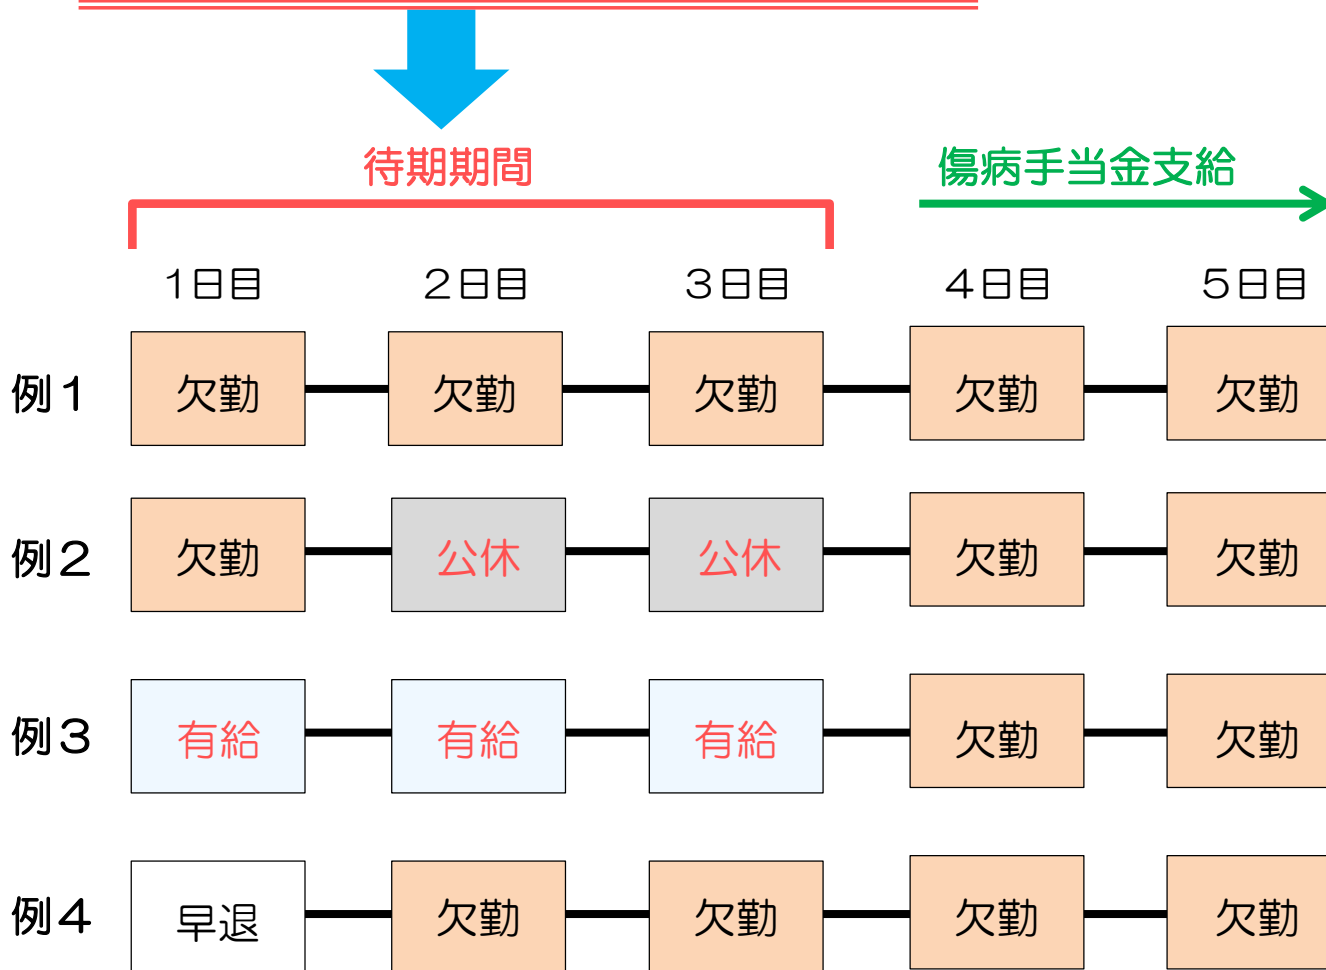 待期期間
傷病手当金支給
1日目 2日目 3日目 4日目 5日目
例1 欠勤 欠勤 欠勤 欠勤 欠勤
例2 欠勤 公休 公休 欠勤 欠勤
例3 有給 有給 有給 欠勤 欠勤
例4 早退 欠勤 欠勤 欠勤 欠勤